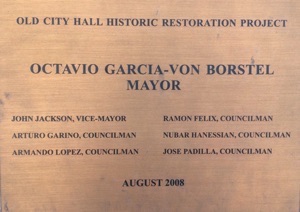 OLD CITY HALL HISTORIC RESTORATION PROJECT
OCTAVIO GARCIA-VON BORSTEL
MAYOR
JOHN JACKSON, VICE-MAYOR RAMON FELIX, COUNCILMAN
ARTURO GARINO, COUNCILMAN NUBAR HANESSIAN, COUNCILMAN
ARMANDO LOPEZ, COUNCILMAN JOSE PADILLA, COUNCILMAN
AUGUST 2008